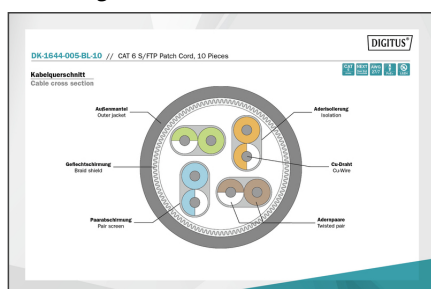 DIGITUS®
DK-1644-005-BL-10 // CAT 6 S/FTP Patch Cord, 10 Pieces
Kabelquerschnitt
Cable cross section
Außenmantel
Outer jacket
Aderisolierung
Isolation
Geflechtschirmung
Braid shield
Cu-Draht
Cu-Wire
Paarabschirmung
Pair screen
Adernpaare
Twisted pair